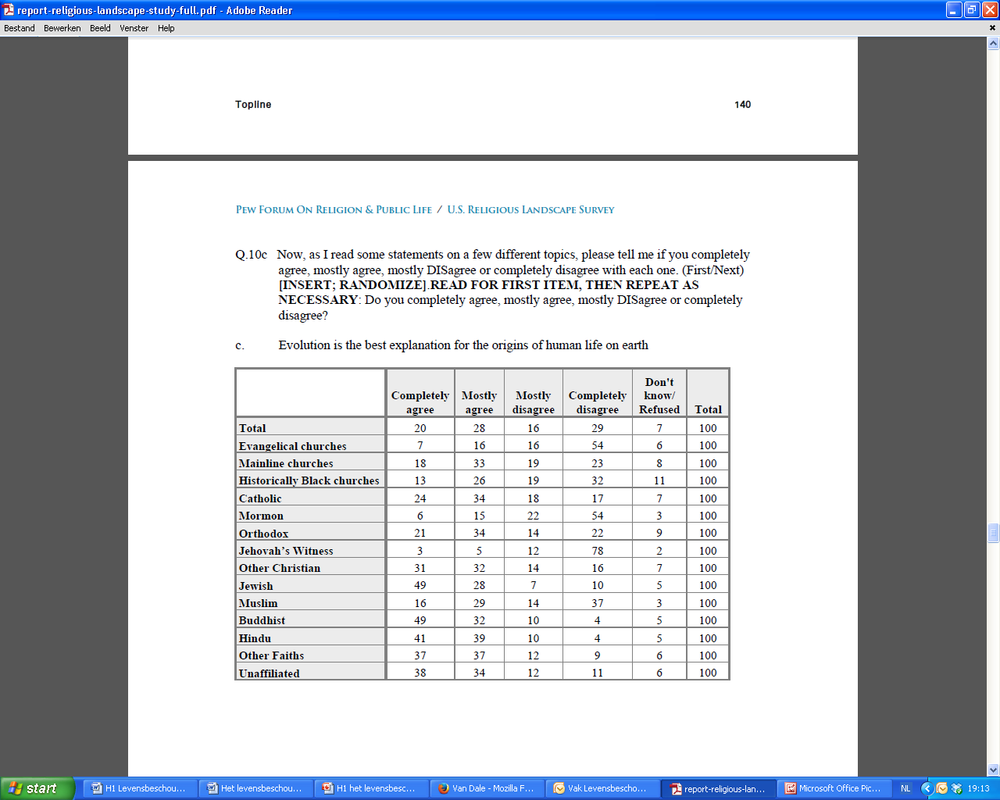 report-religious-landscape-study-full.pdf - Adobe Reader
Bestand Bewerken Beeld Venster Help
Topline 140
PEW FORUM ON RELIGION & PUBLIC LIFE / U.S. RELIGIOUS LANDSCAPE SURVEY
Q.10c Now, as I read some statements on a few different topics, please tell me if you completely
agree, mostly agree, mostly DISagree or completely disagree with each one. (First/Next)
[INSERT; RANDOMIZE].READ FOR FIRST ITEM, THEN REPEAT AS
NECESSARY: Do you completely agree, mostly agree, mostly DISagree or completely
disagree?
c. Evolution is the best explanation for the origins of human life on earth
Completely agree Mostly agree Mostly disagree Completely disagree Don't know/ Refused Total
Total 20 28 16 29 7 100
Evangelical churches 7 16 16 54 6 100
Mainline churches 18 33 19 23 8 100
Historically Black churches 13 26 19 32 11 100
Catholic 24 34 18 17 7 100
Mormon 6 15 22 54 3 100
Orthodox 21 34 14 22 9 100
Jehovah's Witness 3 5 12 78 2 100
Other Christian 31 32 14 16 7 100
Jewish 49 28 7 10 5 100
Muslim 16 29 14 37 3 100
Buddhist 49 32 10 4 5 100
Hindu 41 39 10 4 5 100
Other Faiths 37 37 12 9 6 100
Unaffiliated 38 34 12 11 6 100
start H1 Levensbeschou... Het levensbeschou... H1 het levensbesc... Van Dale - Mozilla F... Vak Levensbescho... report-religious-lan... Microsoft Office Pic... NL 19:13